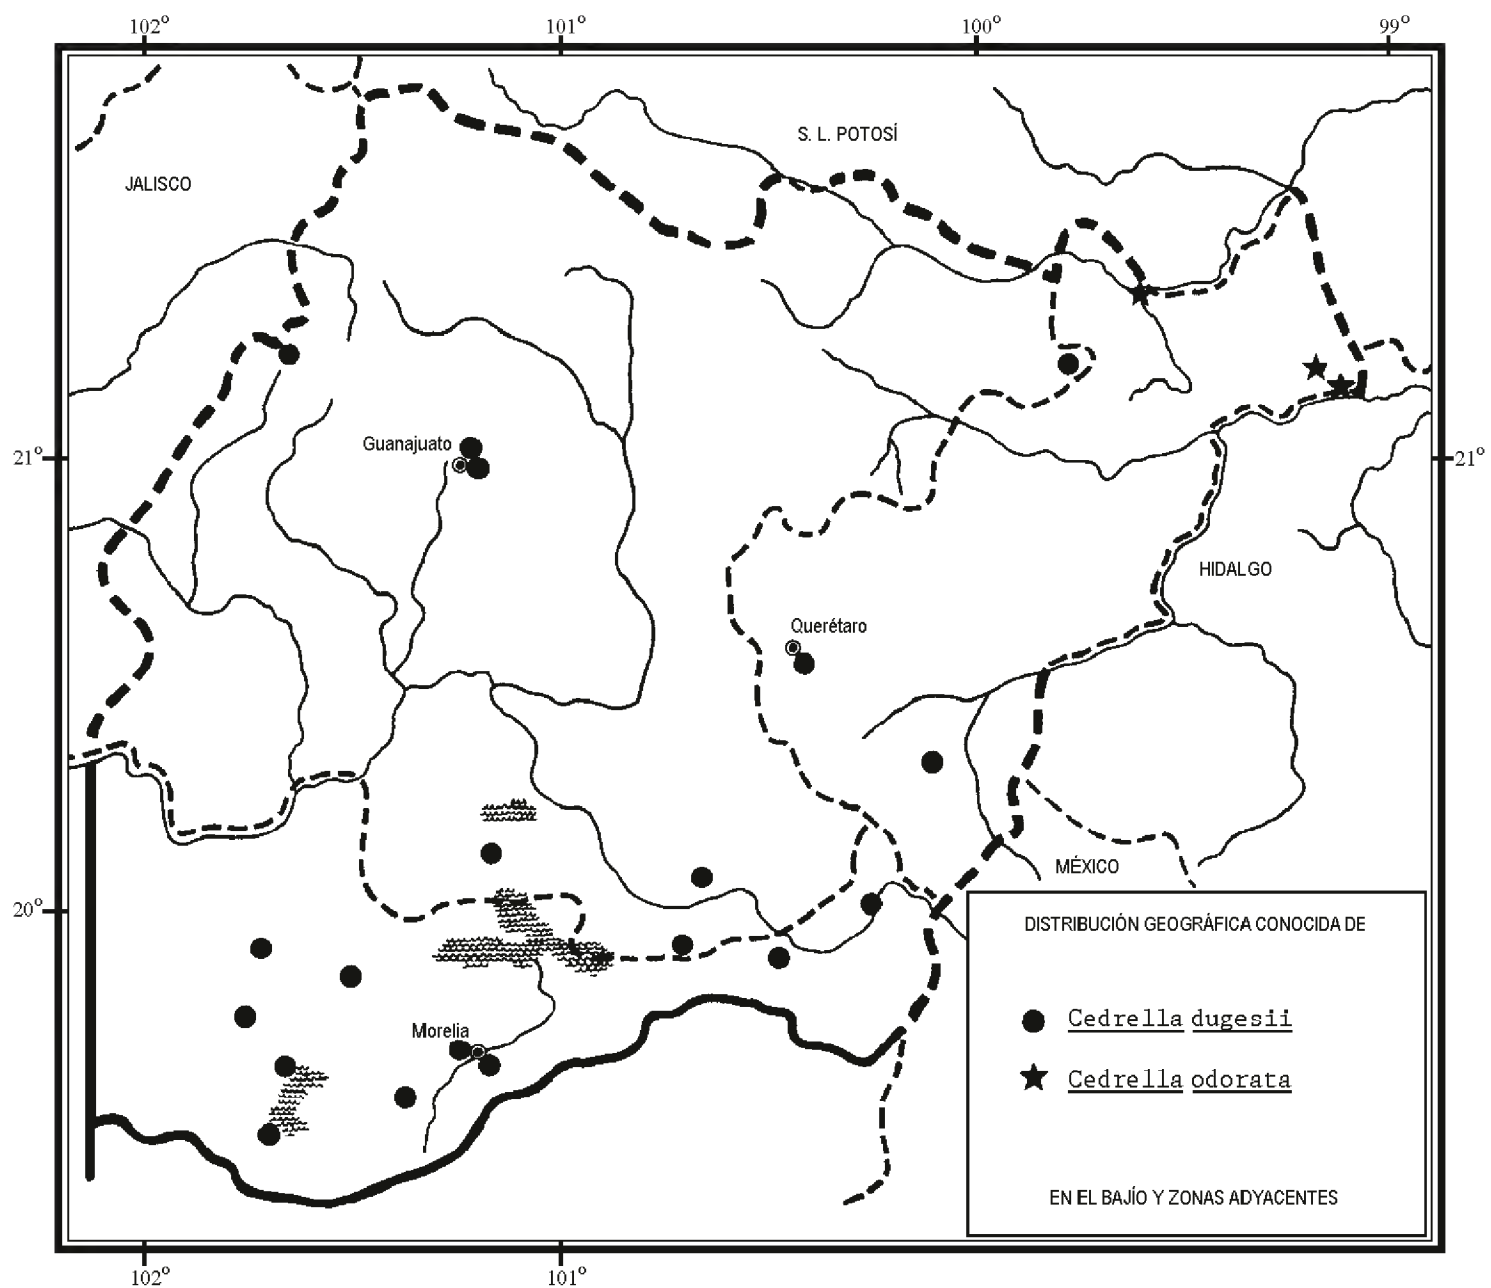 102° 101° 100° 99°
S. L. POTOSÍ
JALISCO
Guanajuato
21° 21°
HIDALGO
Querétaro
MÉXICO
20°
DISTRIBUCIÓN GEOGRÁFICA CONOCIDA DE
Cedrella dugesii
Morelia
Cedrella odorata
EN EL BAJÍO Y ZONAS ADYACENTES
102° 101°